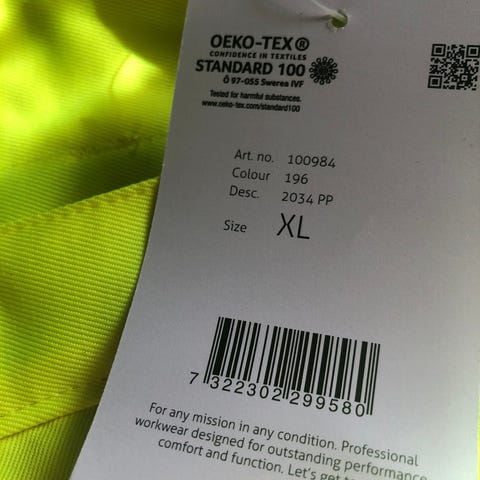 OEKO-TEX®
CONFIDENCE IN TEXTILES
STANDARD 100
Ö 97-055 Swerea IVF
Tested for harmful substances.
www.oeko-tex.com/standard100
Art. no. 100984
Colour 196
Desc. 2034 PP
Size XL
7 322302 299580
For any mission in any condition. Professional
workwear designed for outstanding performance
comfort and function. Let's get